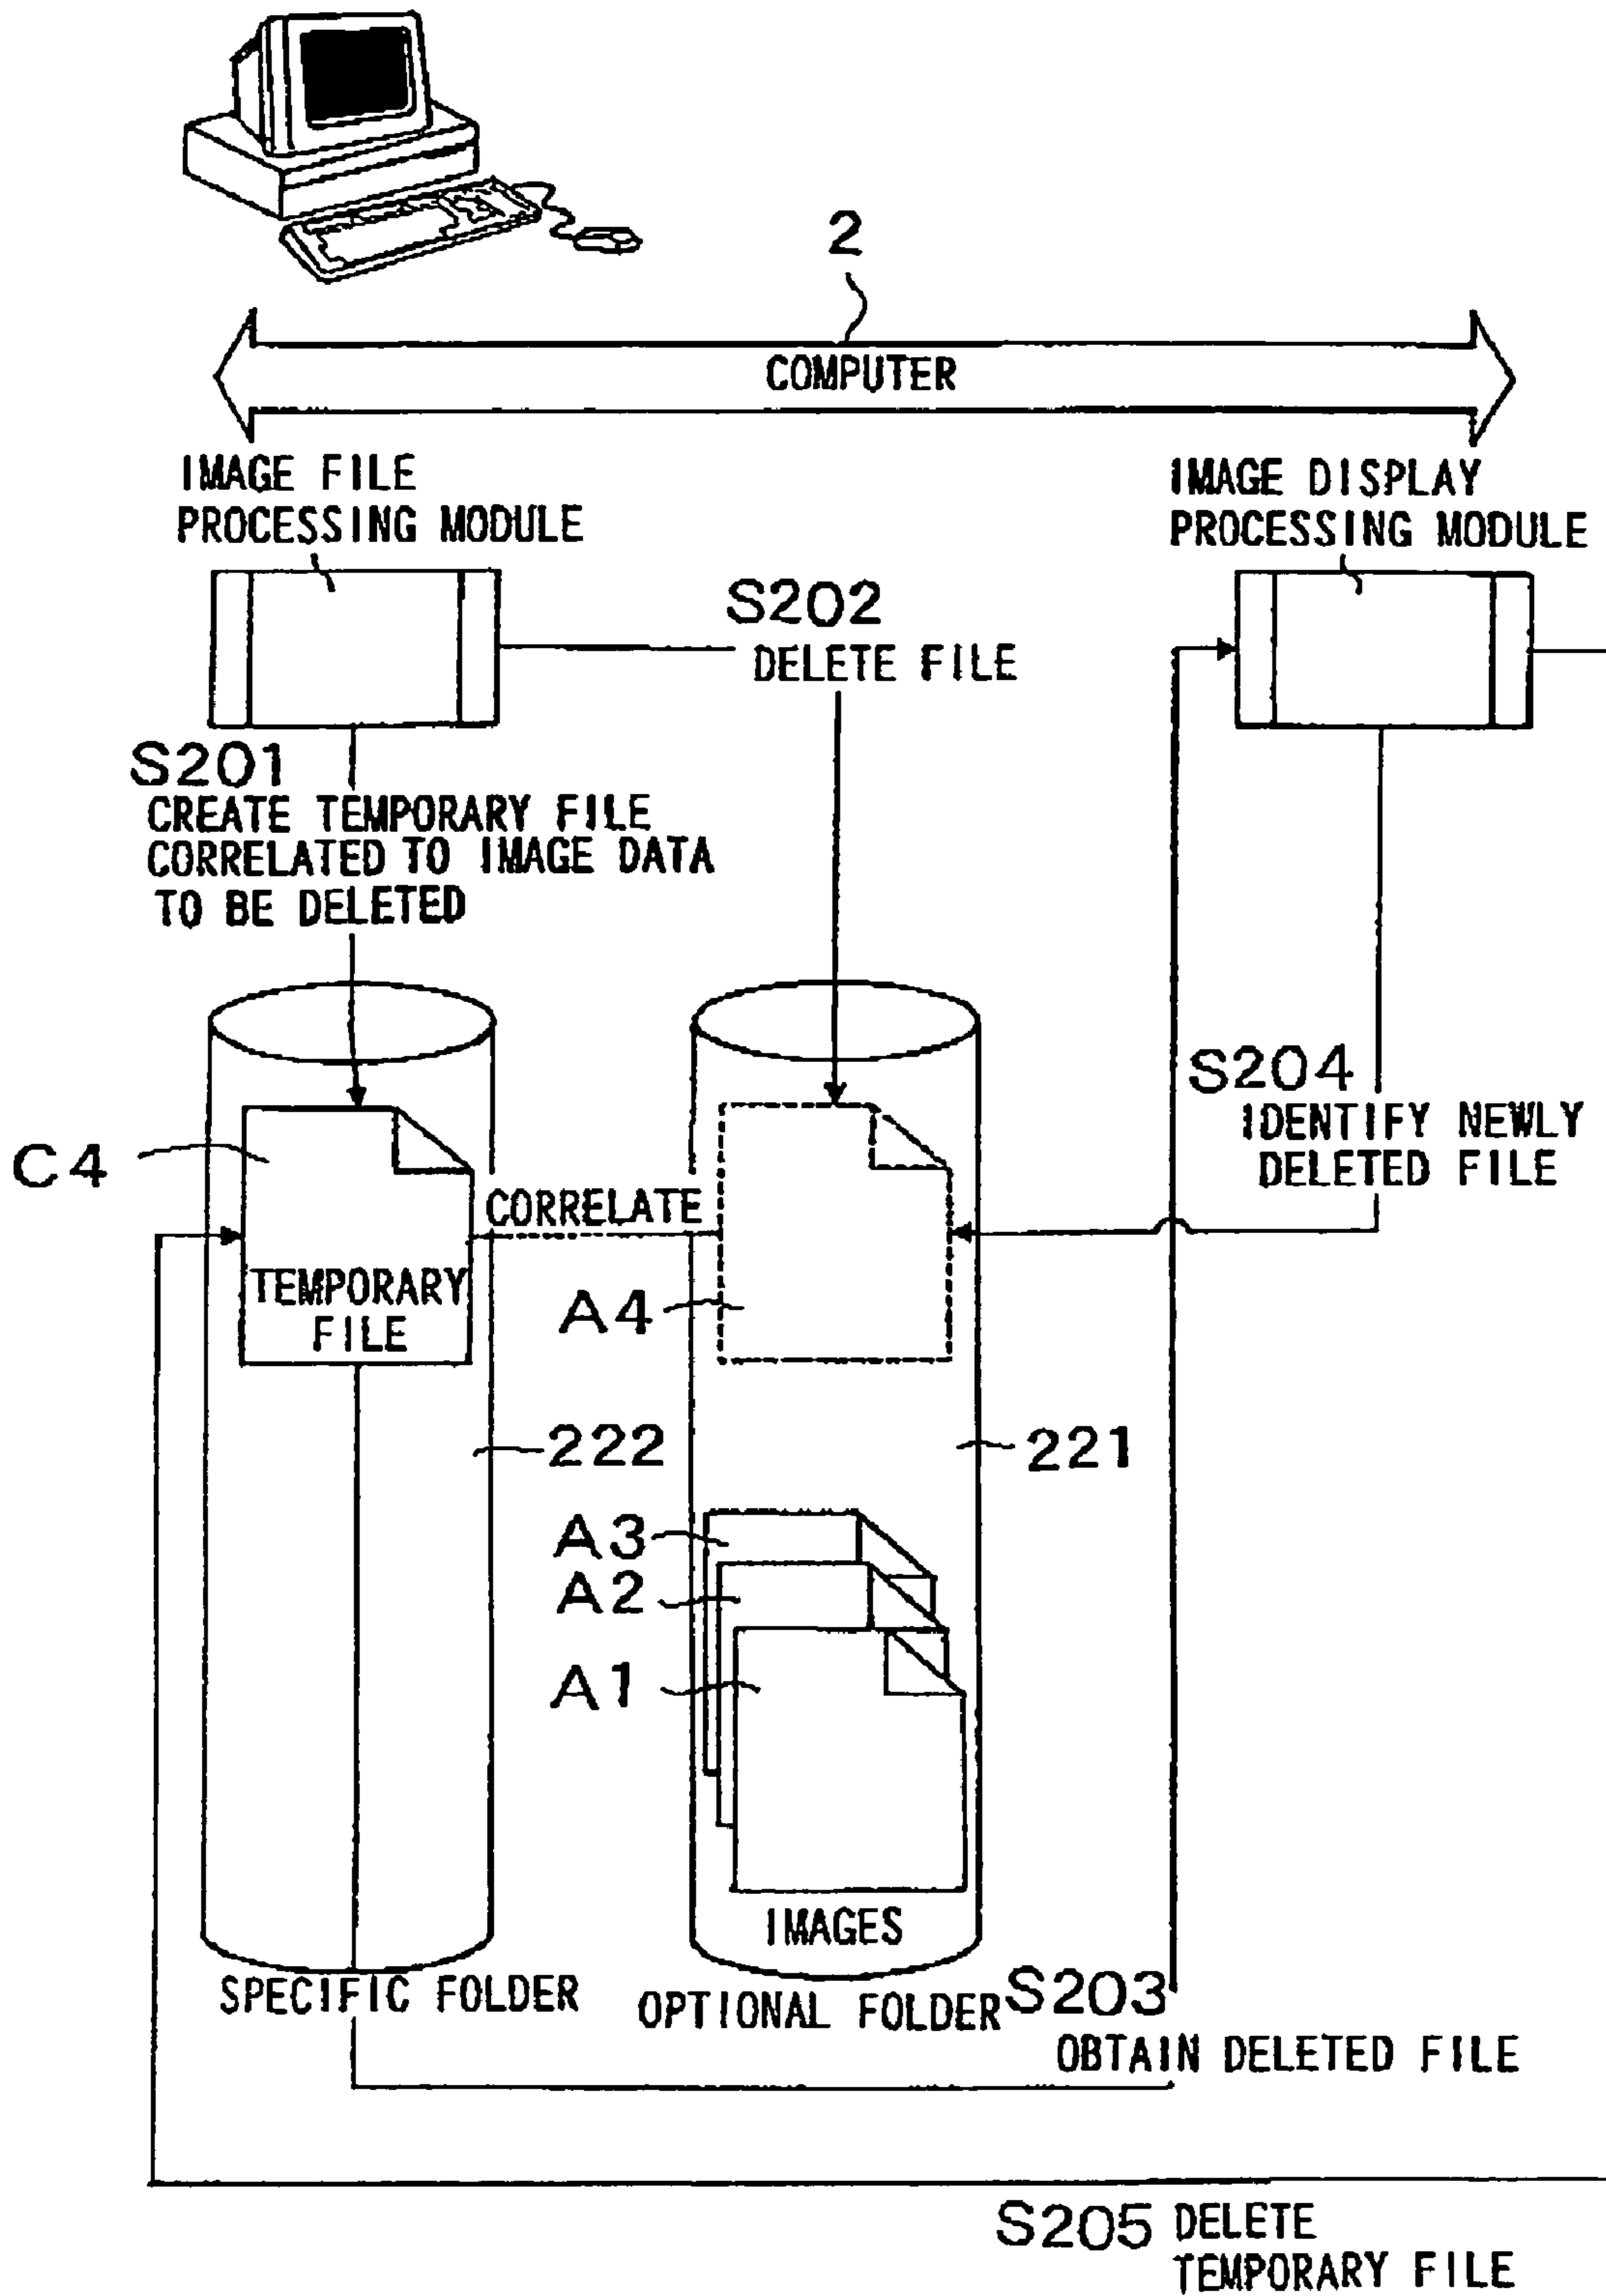 2
COMPUTER
IMAGE FILE
PROCESSING MODULE
IMAGE DISPLAY
PROCESSING MODULE
S202
DELETE FILE
S201
CREATE TEMPORARY FILE
CORRELATED TO IMAGE DATA
TO BE DELETED
S204
IDENTIFY NEWLY
DELETED FILE
C4
CORRELATE
TEMPORARY
FILE
A4
222
221
A3
A2
A1
IMAGES
SPECIFIC FOLDER
OPTIONAL FOLDER
S203
OBTAIN DELETED FILE
S205
DELETE
TEMPORARY FILE